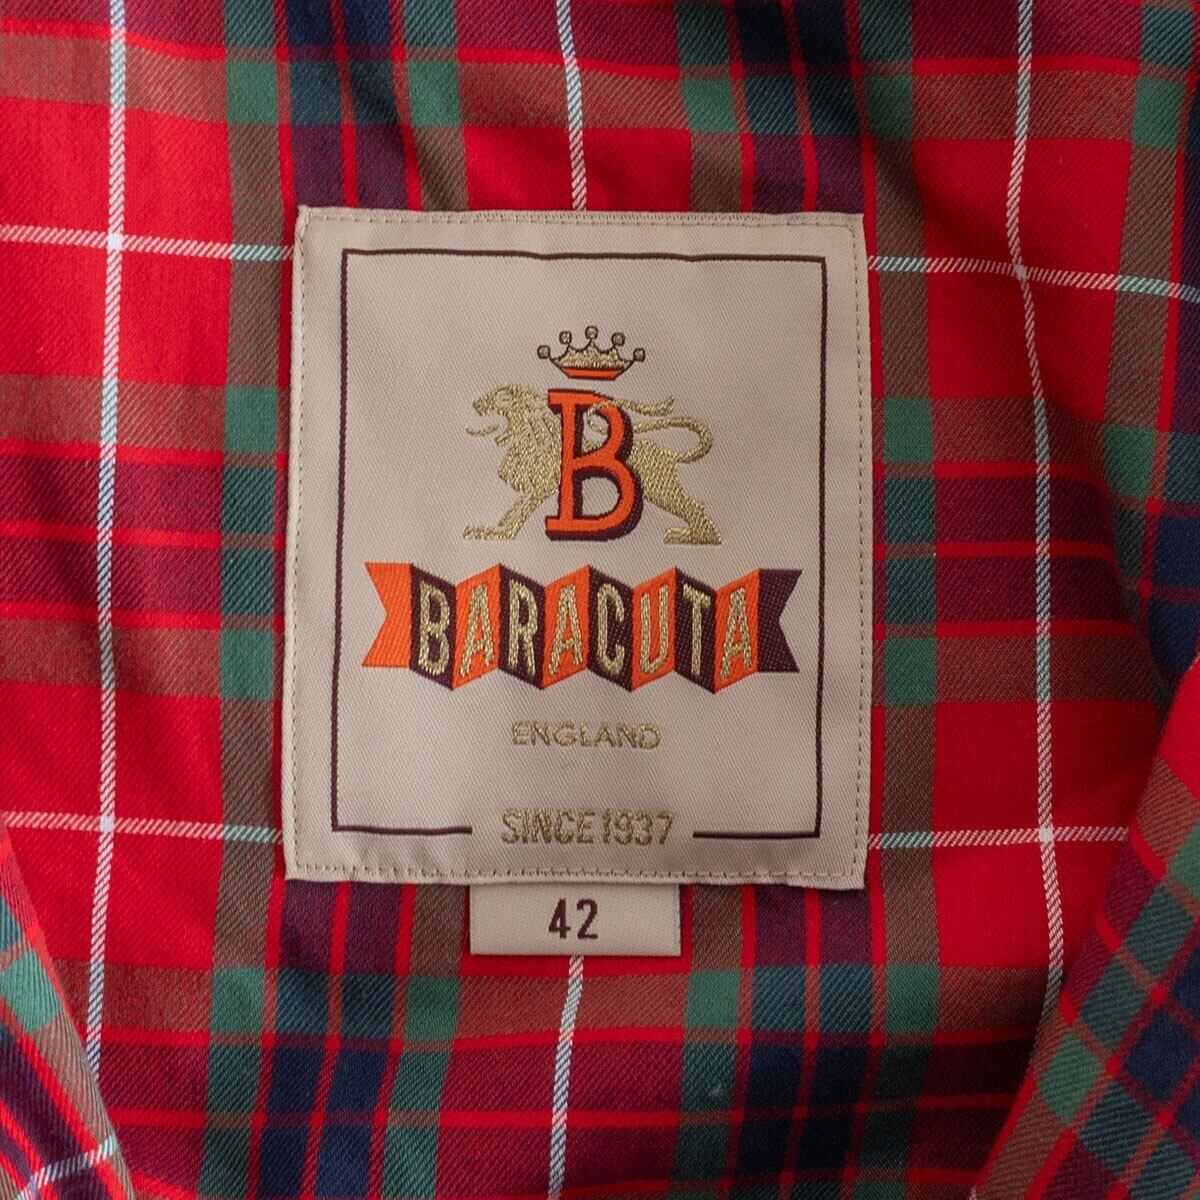 B
BARACUTA
ENGLAND
SINCE 1937
42